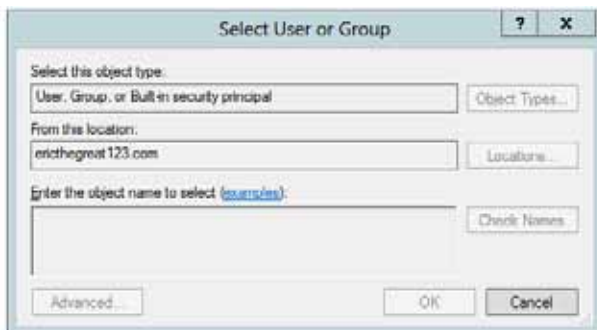 Select User or Group
? x
Select this object type:
User, Group, or Built-in security principal
Object Types...
From this location:
ericthegreat123.com
Locations...
Enter the object name to select (examples):
Check Names
Advanced...
OK
Cancel